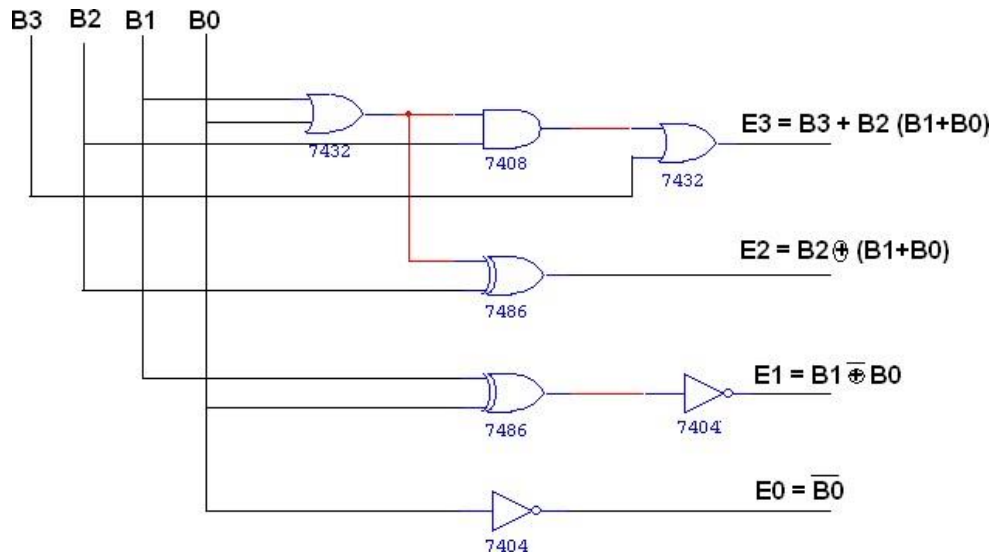 B3 B2 B1 B0
7432
7408
7432
E3 = B3 + B2 (B1+B0)
7486
E2 = B2 ⊕ (B1+B0)
7486
7404
E1 = B1 ⊕̅ B0
7404
E0 = B̅0̅